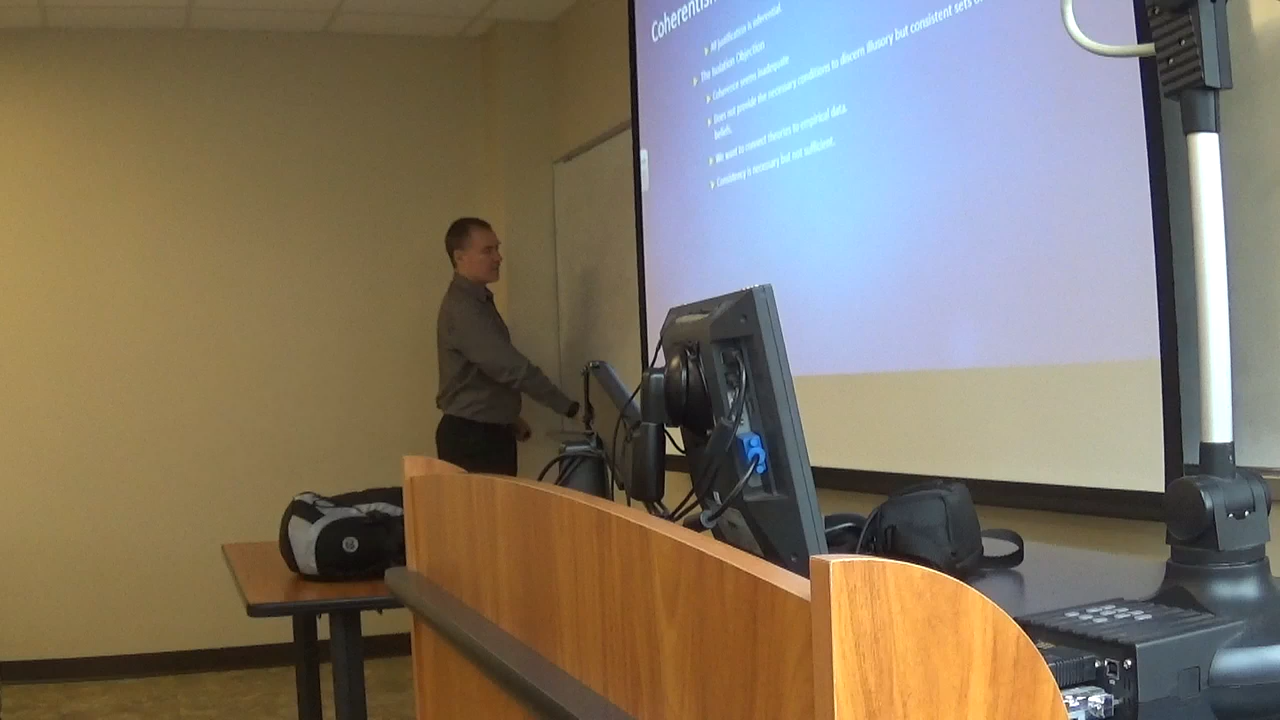 Coherentism
All justification is inferential.
The Isolation Objection
Coherence seems inadequate
Does not provide the necessary conditions to discern illusory but consistent sets of
beliefs.
We want to connect theories to empirical data.
Consistency is necessary but not sufficient.